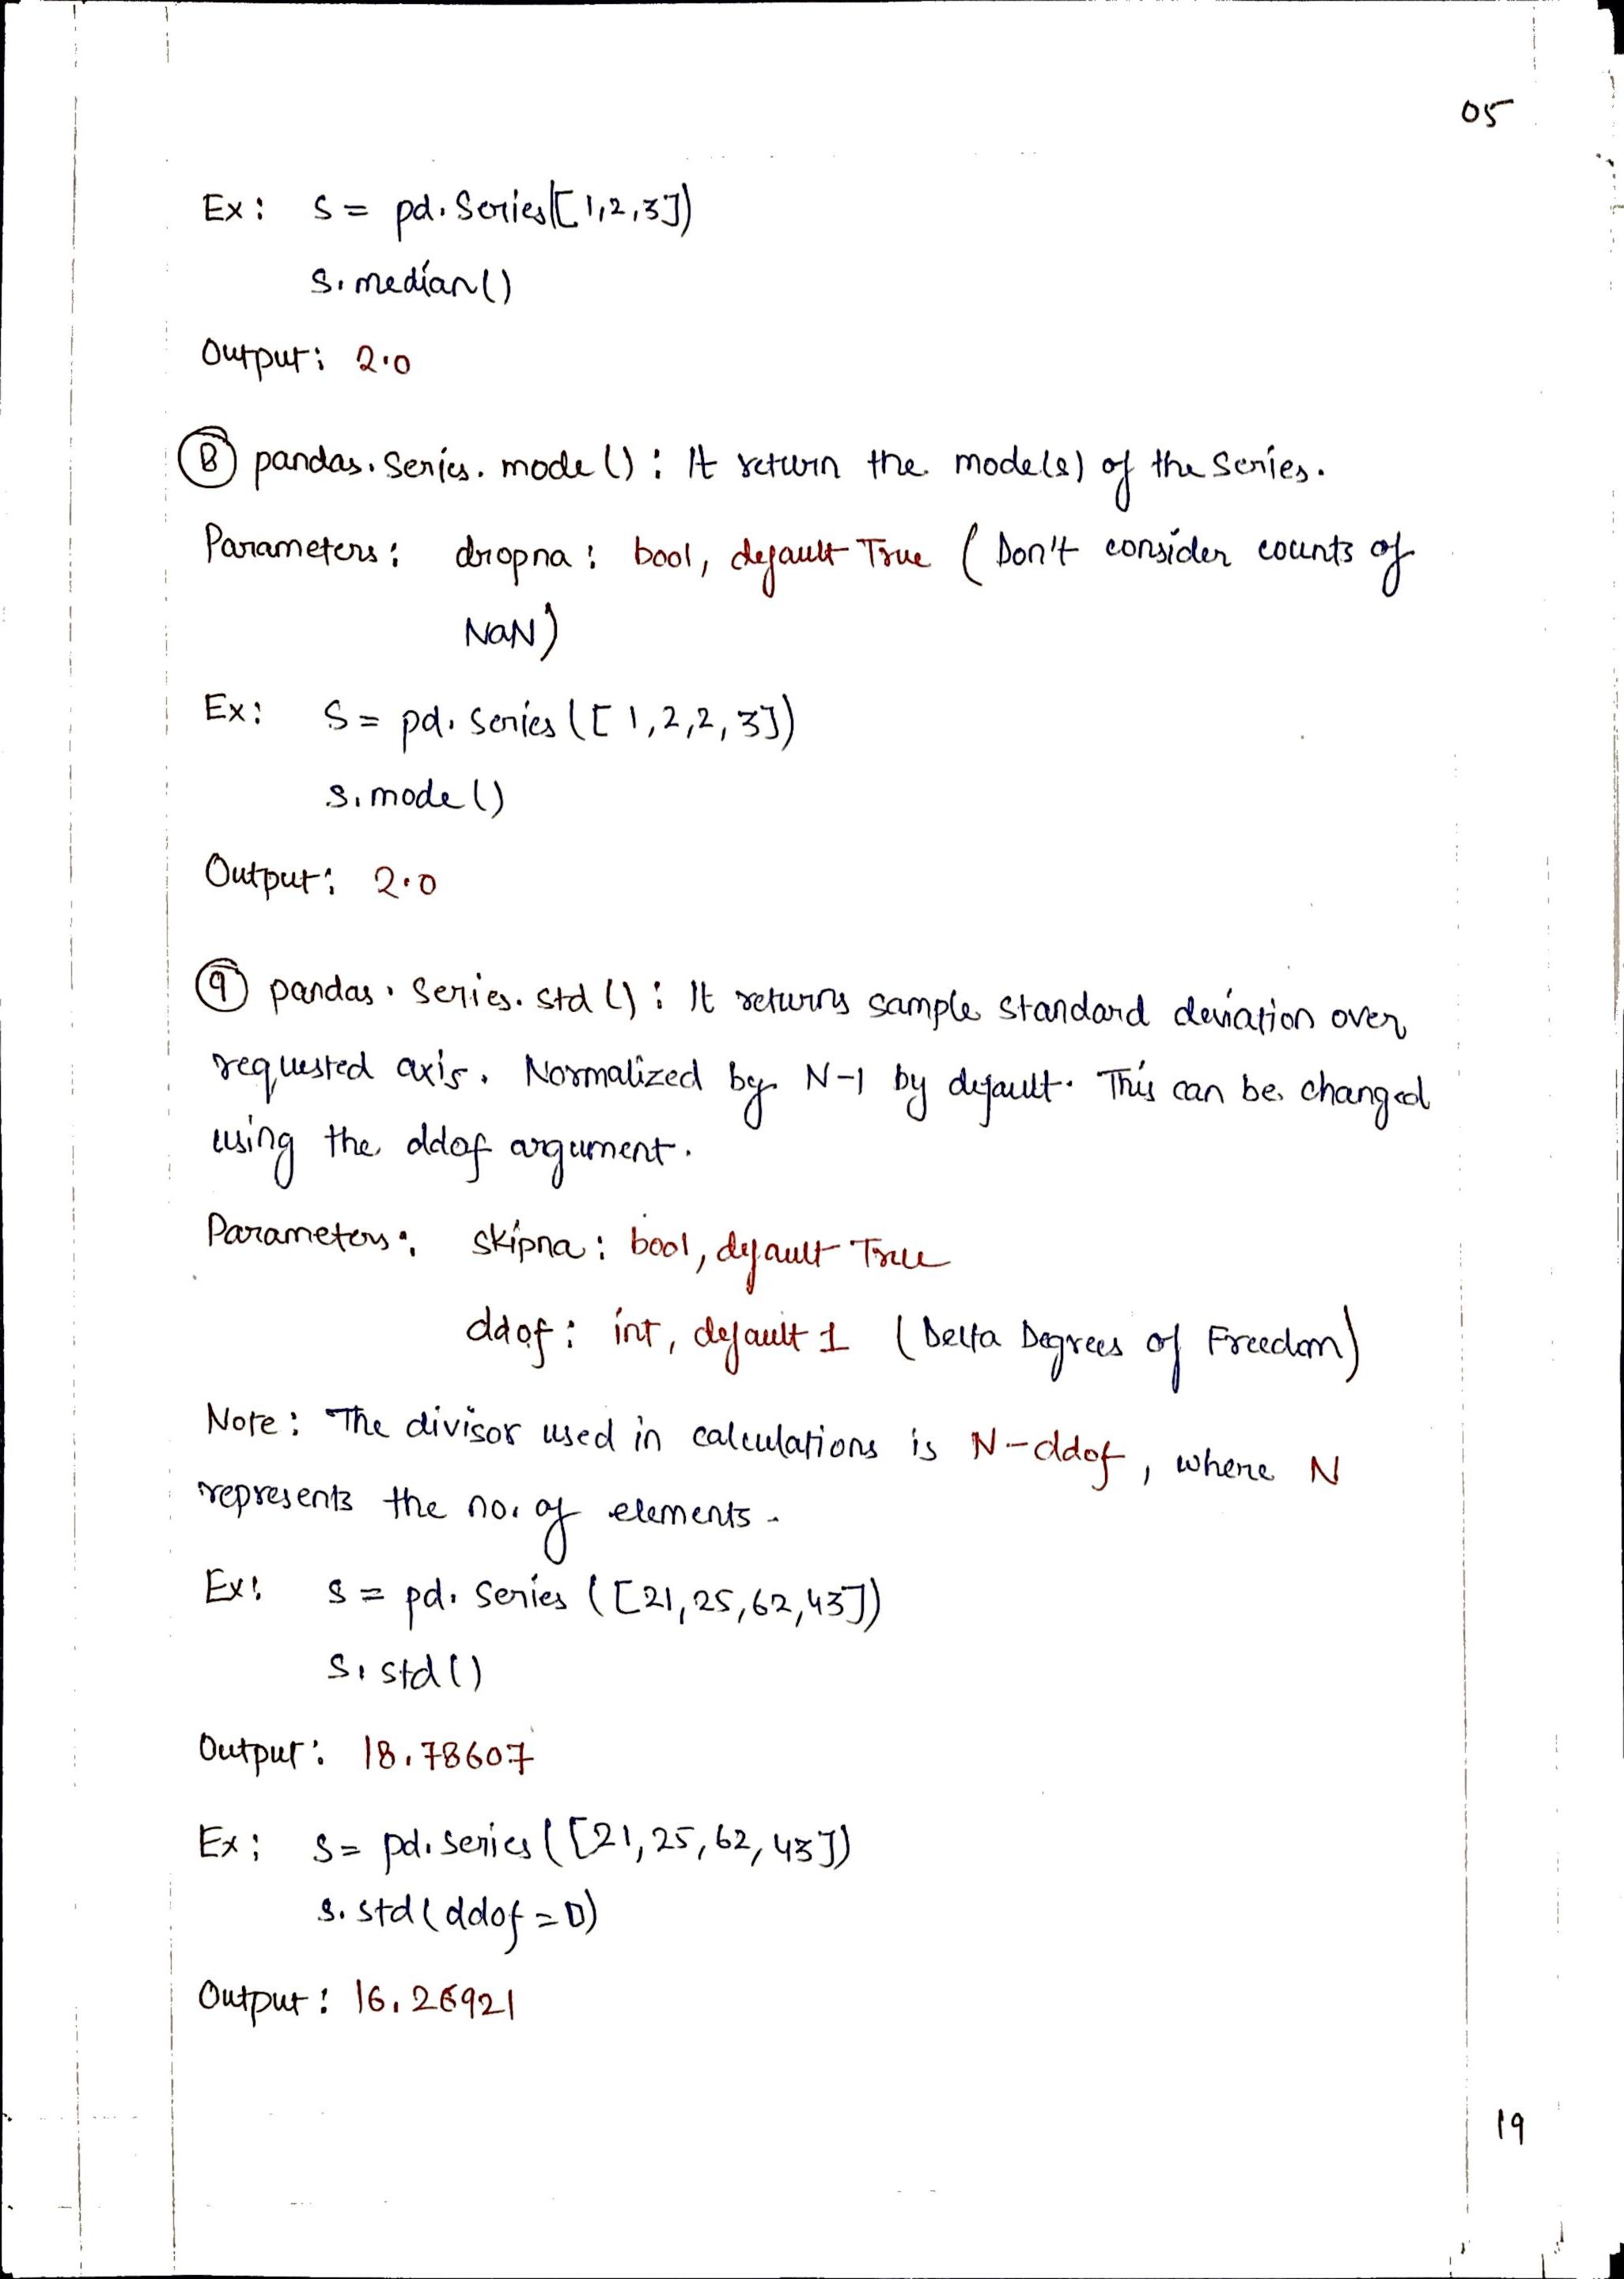 05
Ex: S = pd. Series([1,2,3])
S. median()
Output: 2.0
⑧ pandas. Series. mode (): It return the mode(s) of the Series.
Parameters: dropna: bool, default True (Don't consider counts of
NaN)
Ex: S = pd. Series ([1,2,2,3])
S. mode ()
Output: 2.0
⑨ pandas. Series. std (): It returns sample standard deviation over
requested axis. Normalized by N-1 by default. This can be changed
using the ddof argument.
Parameters: skipna: bool, default True
ddof: int, default 1 (Delta Degrees of Freedom)
Note: The divisor used in calculations is N-ddof, where N
represents the no. of elements.
Ex: S = pd. Series ([21,25,62,43])
S. std ()
Output: 18.78607
Ex: S = pd. Series ([21,25,62,43])
S. std (ddof=0)
Output: 16.26921
19